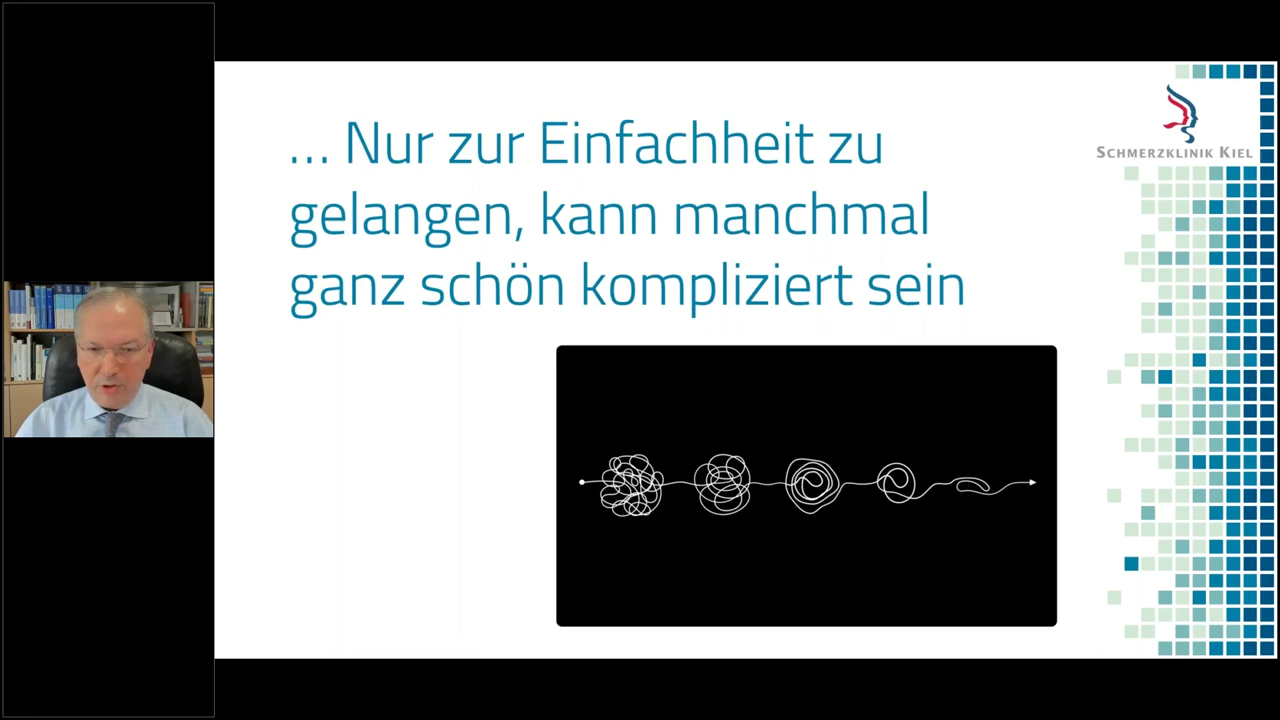 … Nur zur Einfachheit zu
gelangen, kann manchmal
ganz schön kompliziert sein
SCHMERZKLINIK KIEL